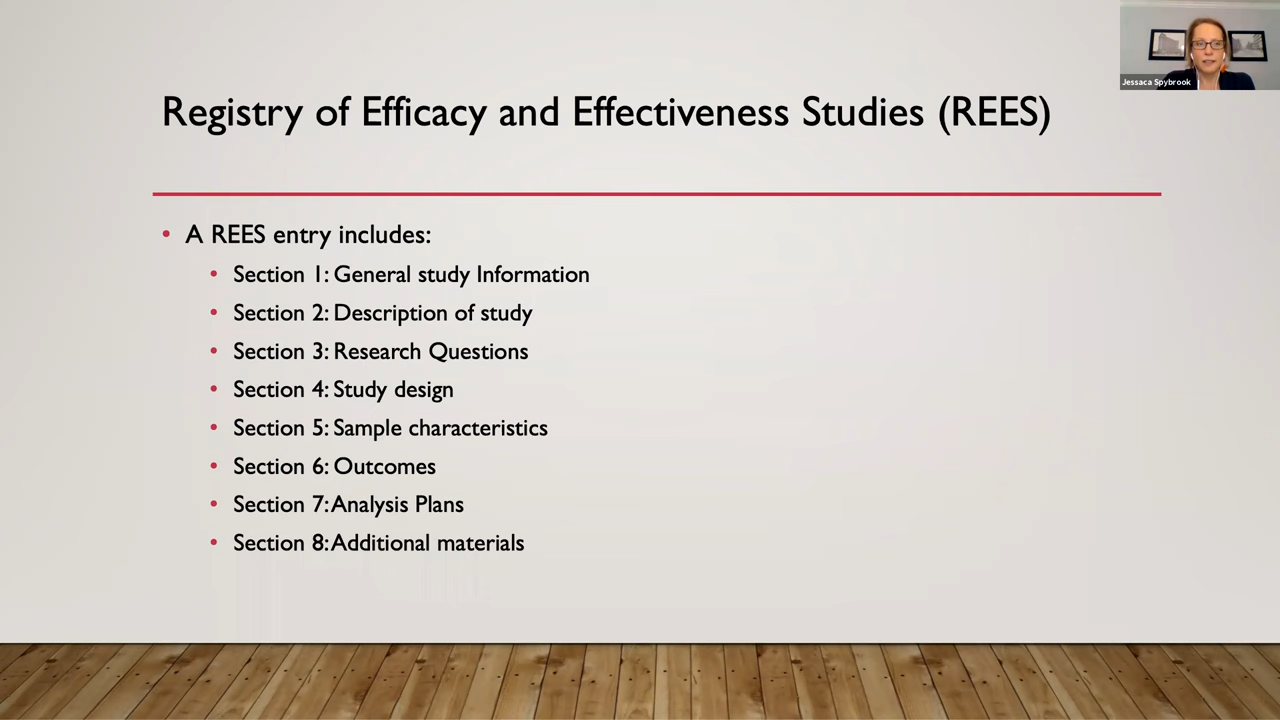 Registry of Efficacy and Effectiveness Studies (REES)
Jessaca Spybrook
• A REES entry includes:
• Section 1: General study Information
• Section 2: Description of study
• Section 3: Research Questions
• Section 4: Study design
• Section 5: Sample characteristics
• Section 6: Outcomes
• Section 7: Analysis Plans
• Section 8: Additional materials